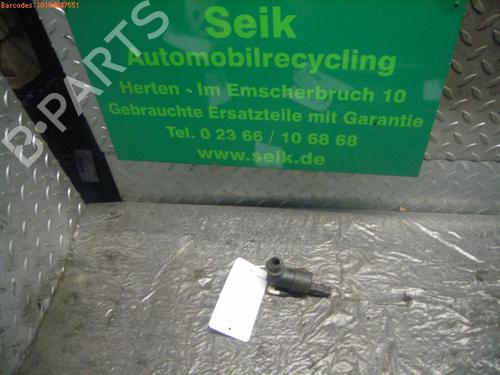 Barcodes:10164647651
Seik
Automobilrecycling
Herten - Im Emscherbruch 10
Gebrauchte Ersatzteile mit Garantie
Tel. 0 23 66 / 10 68 68
www.seik.de
B-PARTS